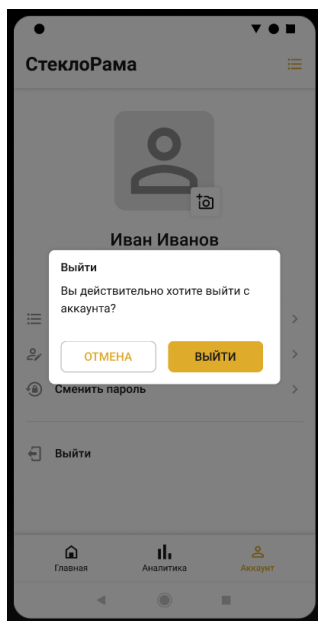 СтеклоРама
Иван Иванов
Выйти
Вы действительно хотите выйти с
аккаунта?
ОТМЕНА
ВЫЙТИ
Сменить пароль
Выйти
Главная
Аналитика
Аккаунт